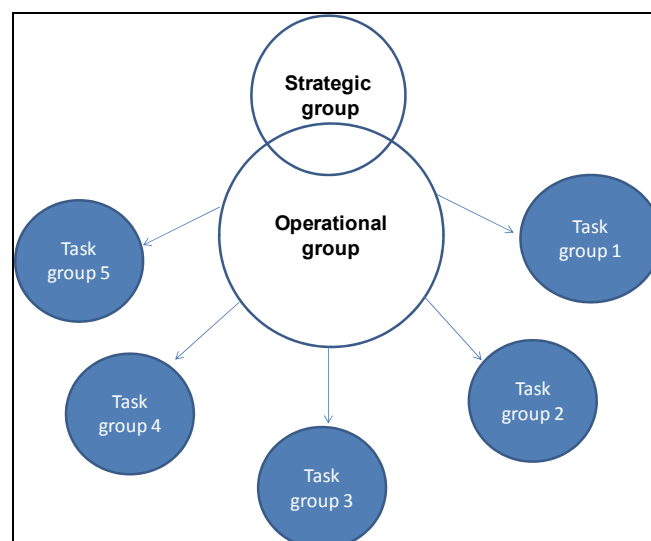 Strategic
group
Operational
group
Task
group 1
Task
group 2
Task
group 3
Task
group 4
Task
group 5